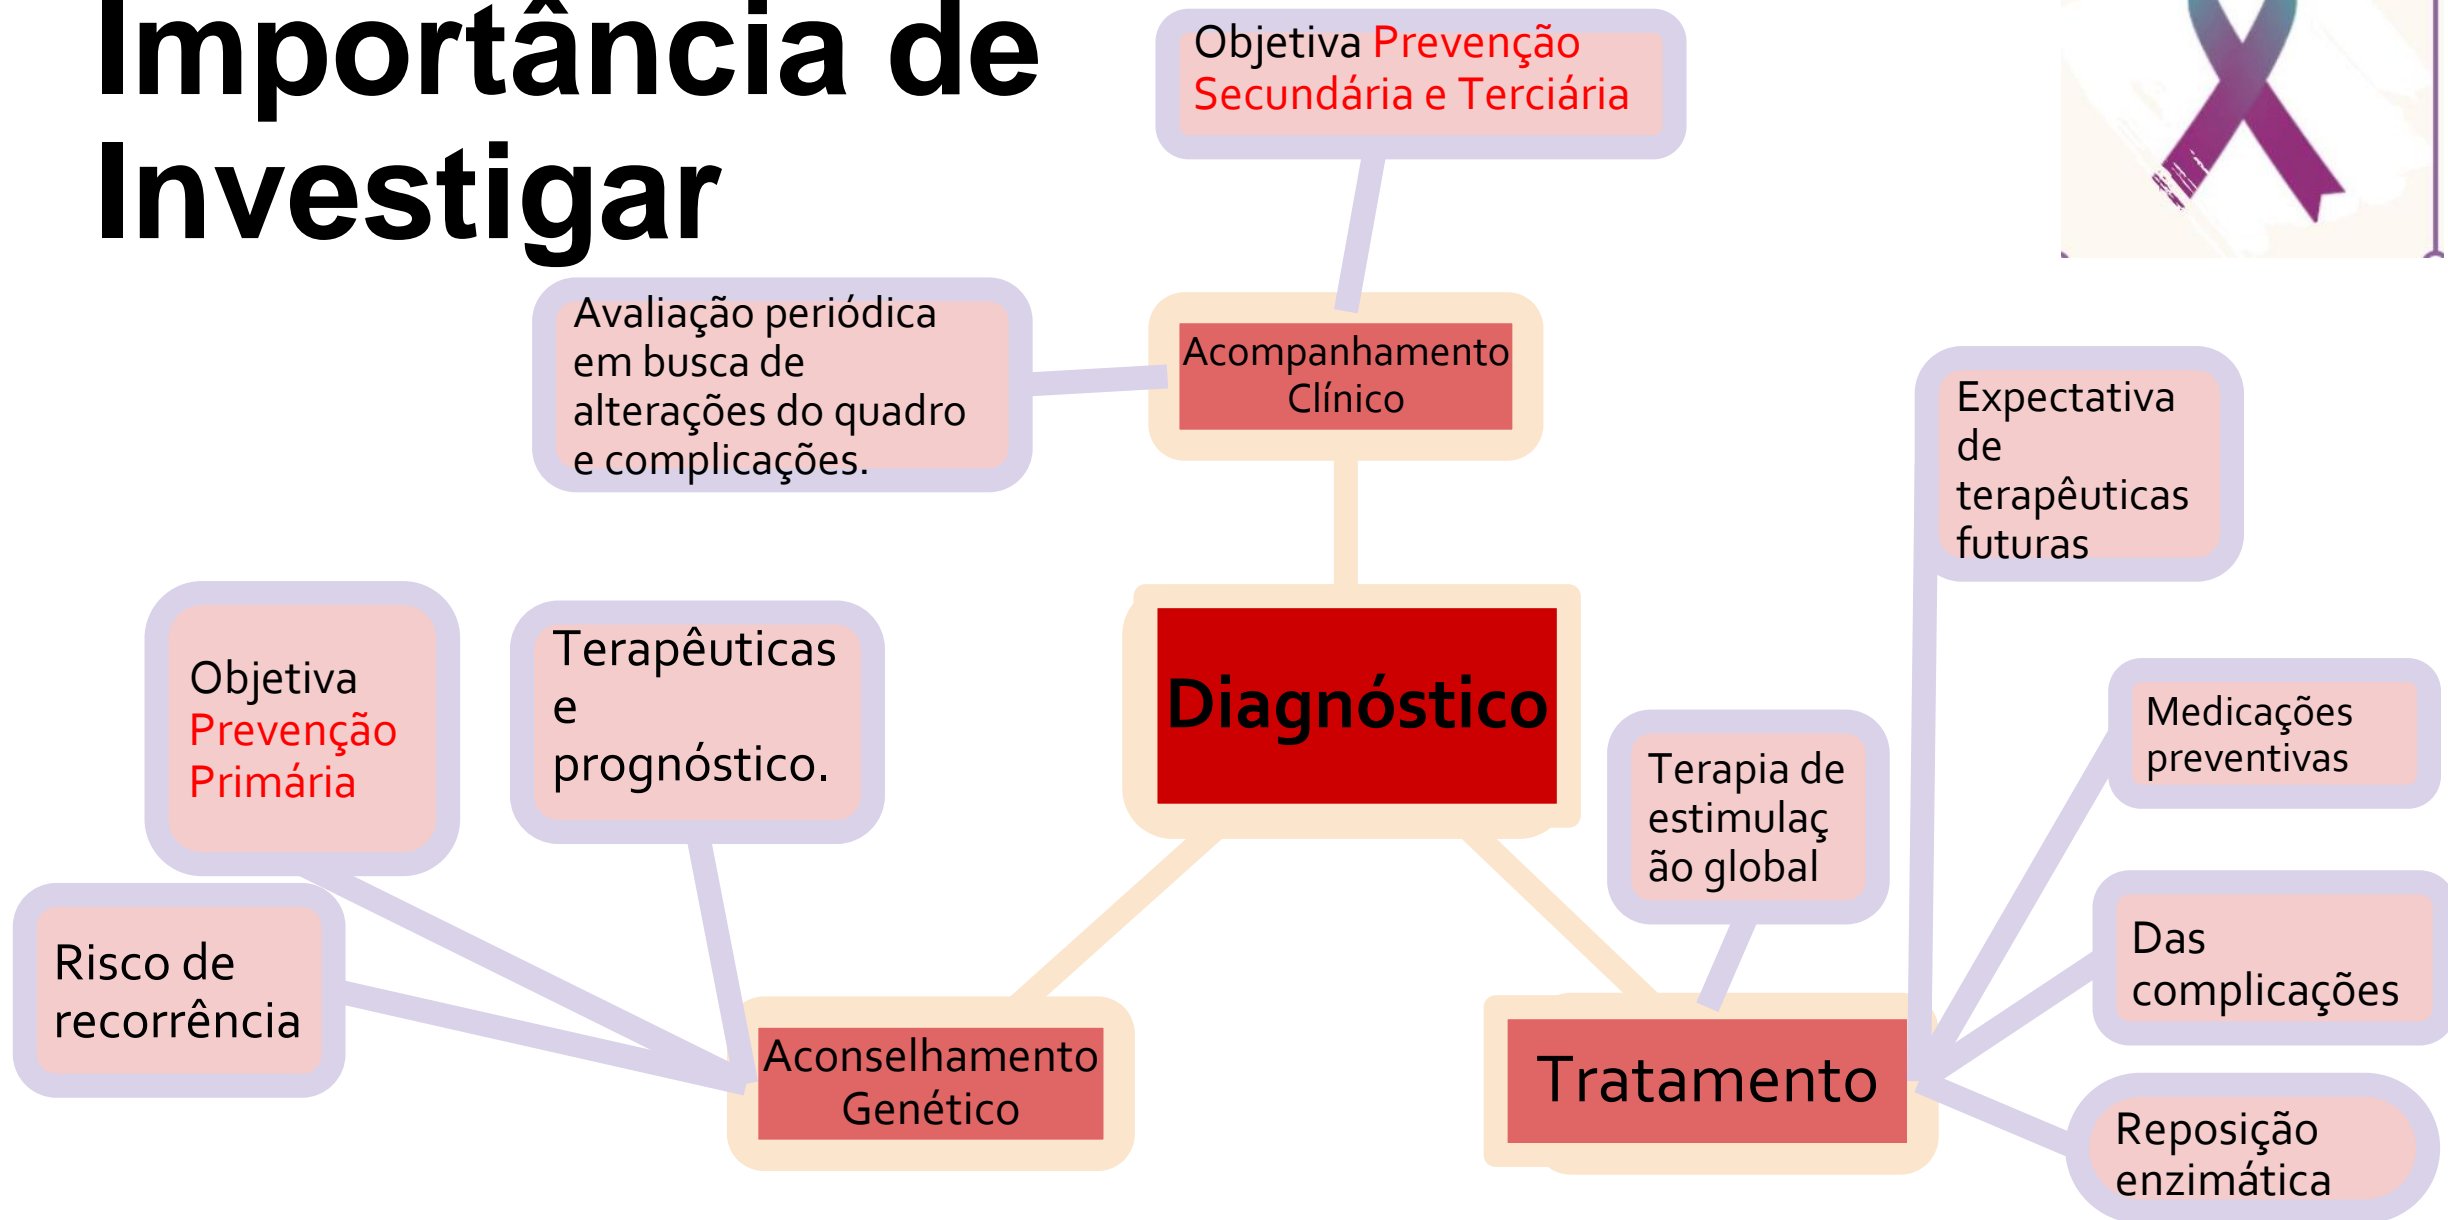 Importância de
Investigar
Objetiva Prevenção
Secundária e Terciária
Avaliação periódica
em busca de
alterações do quadro
e complicações.
Acompanhamento
Clínico
Expectativa
de
terapêuticas
futuras
Objetiva
Prevenção
Primária
Terapêuticas
e
prognóstico.
Diagnóstico
Terapia de
estimulaç
ão global
Medicações
preventivas
Risco de
recorrência
Das
complicações
Aconselhamento
Genético
Tratamento
Reposição
enzimática